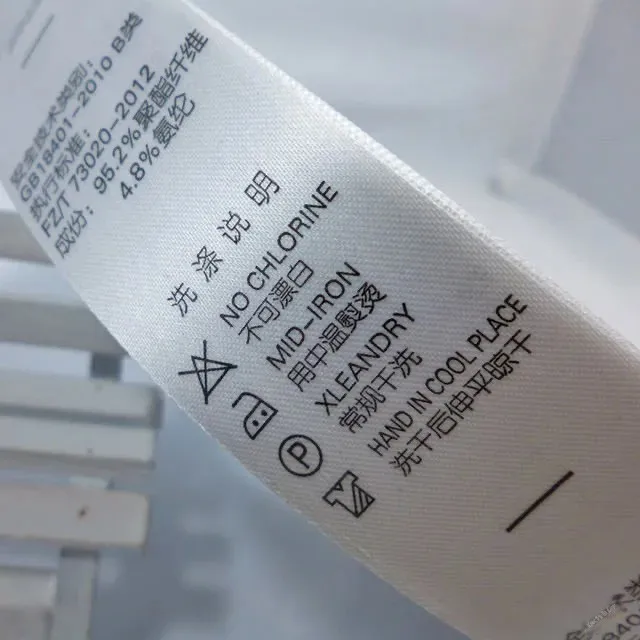 GB 18401-2010 B类
执行标准:
FZ/T 73020-2012
成份: 95.2% 聚酯纤维
4.8% 氨纶
洗涤说明
NO CHLORINE
不可漂白
MID-IRON
用中温熨烫
XLEANDRY
常规干洗
HAND IN COOL PLACE
洗干后伸平晾干